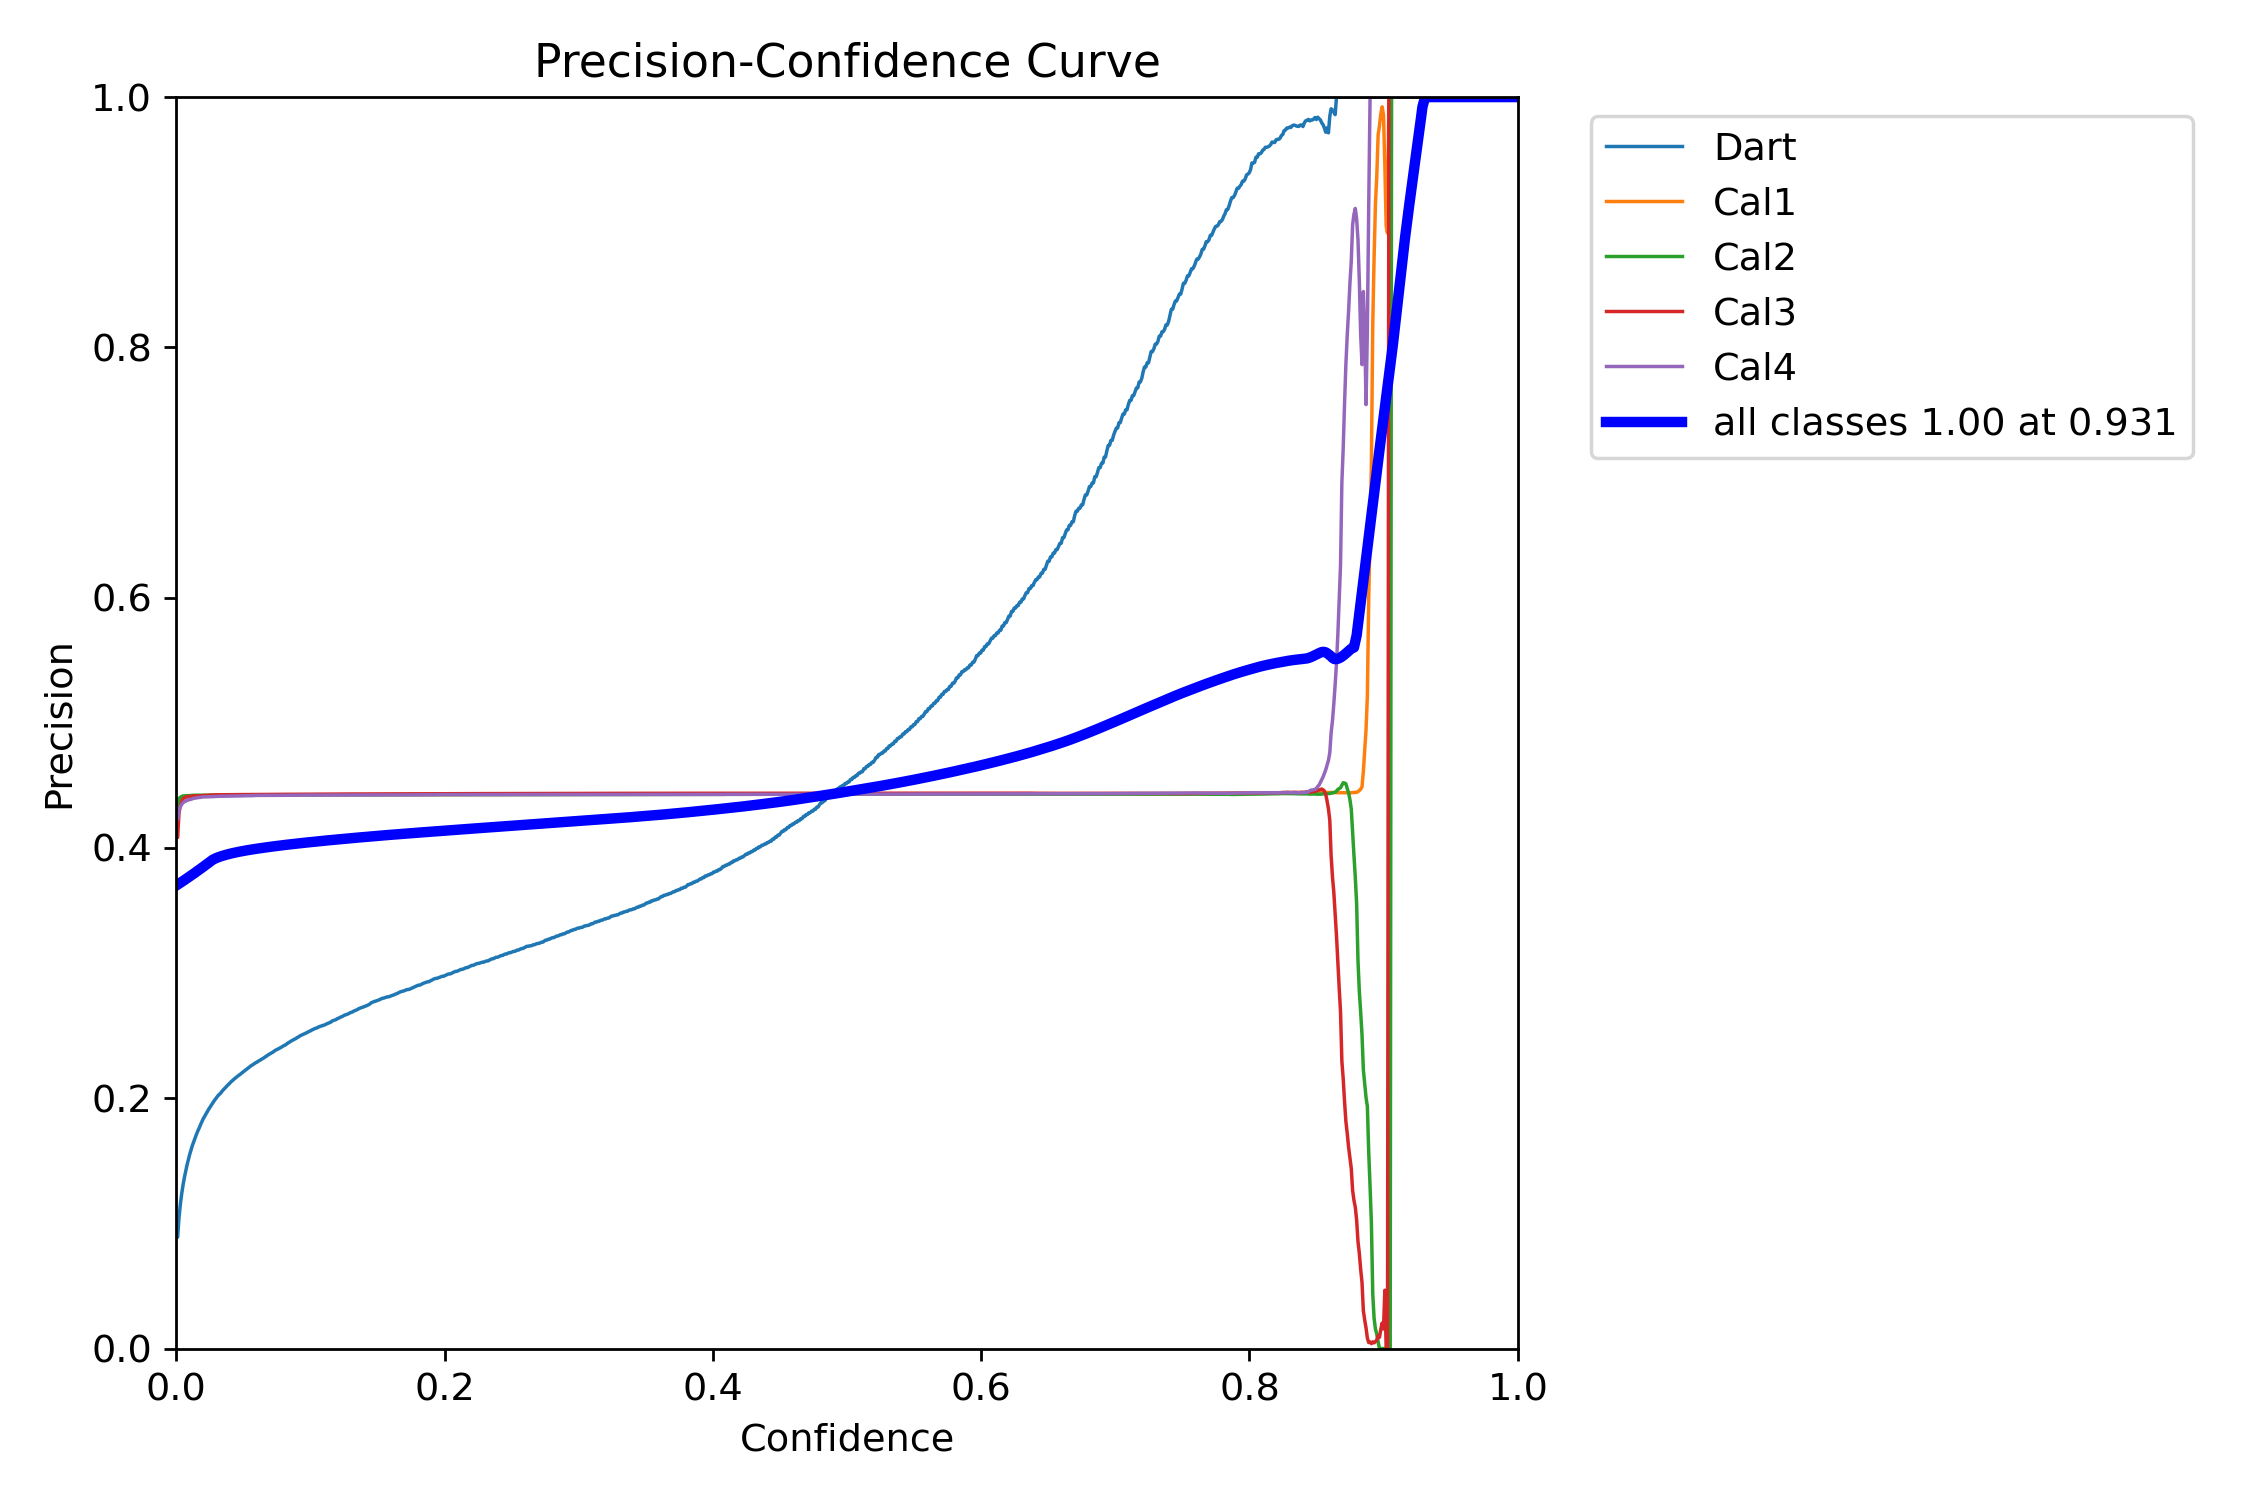 Precision-Confidence Curve
1.0
0.8
0.6
0.4
0.2
0.0
Precision
0.0 0.2 0.4 0.6 0.8 1.0
Confidence
Dart
Cal1
Cal2
Cal3
Cal4
all classes 1.00 at 0.931